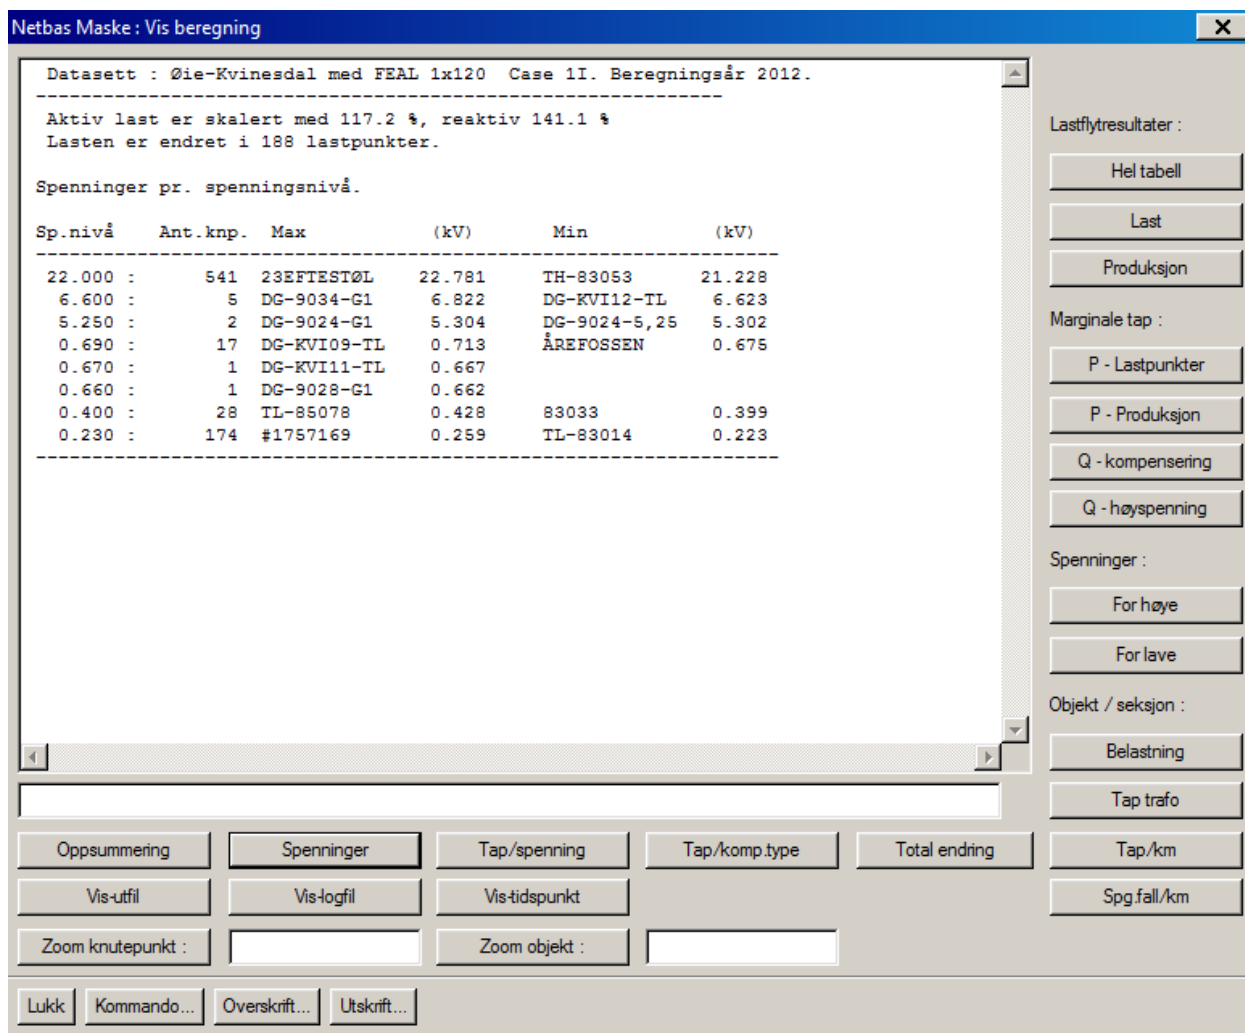 Netbas Maske : Vis beregning
Datasett : Øie-Kvinesdal med FEAL 1x120  Case 1I. Beregningsår 2012.
-------------------------------------------------------------
Aktiv last er skalert med 117.2 %, reaktiv 141.1 %
Lasten er endret i 188 lastpunkter.
Spenninger pr. spenningsnivå.
Sp.nivå Ant.knp. Max (kV) Min (kV)
------------------------------------------------------------------
22.000 : 541 23EFTESTØL 22.781 TH-83053 21.228
6.600 : 5 DG-9034-G1 6.822 DG-KVI12-TL 6.623
5.250 : 2 DG-9024-G1 5.304 DG-9024-5,25 5.302
0.690 : 17 DG-KVI09-TL 0.713 ÅREFOSSEN 0.675
0.670 : 1 DG-KVI11-TL 0.667
0.660 : 1 DG-9028-G1 0.662
0.400 : 28 TL-85078 0.428 83033 0.399
0.230 : 174 #1757169 0.259 TL-83014 0.223
------------------------------------------------------------------
Lastflytresultater :
Hel tabell
Last
Produksjon
Marginale tap :
P - Lastpunkter
P - Produksjon
Q - kompensering
Q - høyspenning
Spenninger :
For høye
For lave
Objekt / seksjon :
Belastning
Tap trafo
Oppsummering Spenninger Tap/spenning Tap/komp.type Total endring Tap/km
Vis-utfil Vis-logfil Vis-tidspunkt Spg.fall/km
Zoom knutepunkt : Zoom objekt :
Lukk Kommando... Overskrift... Utskrift...